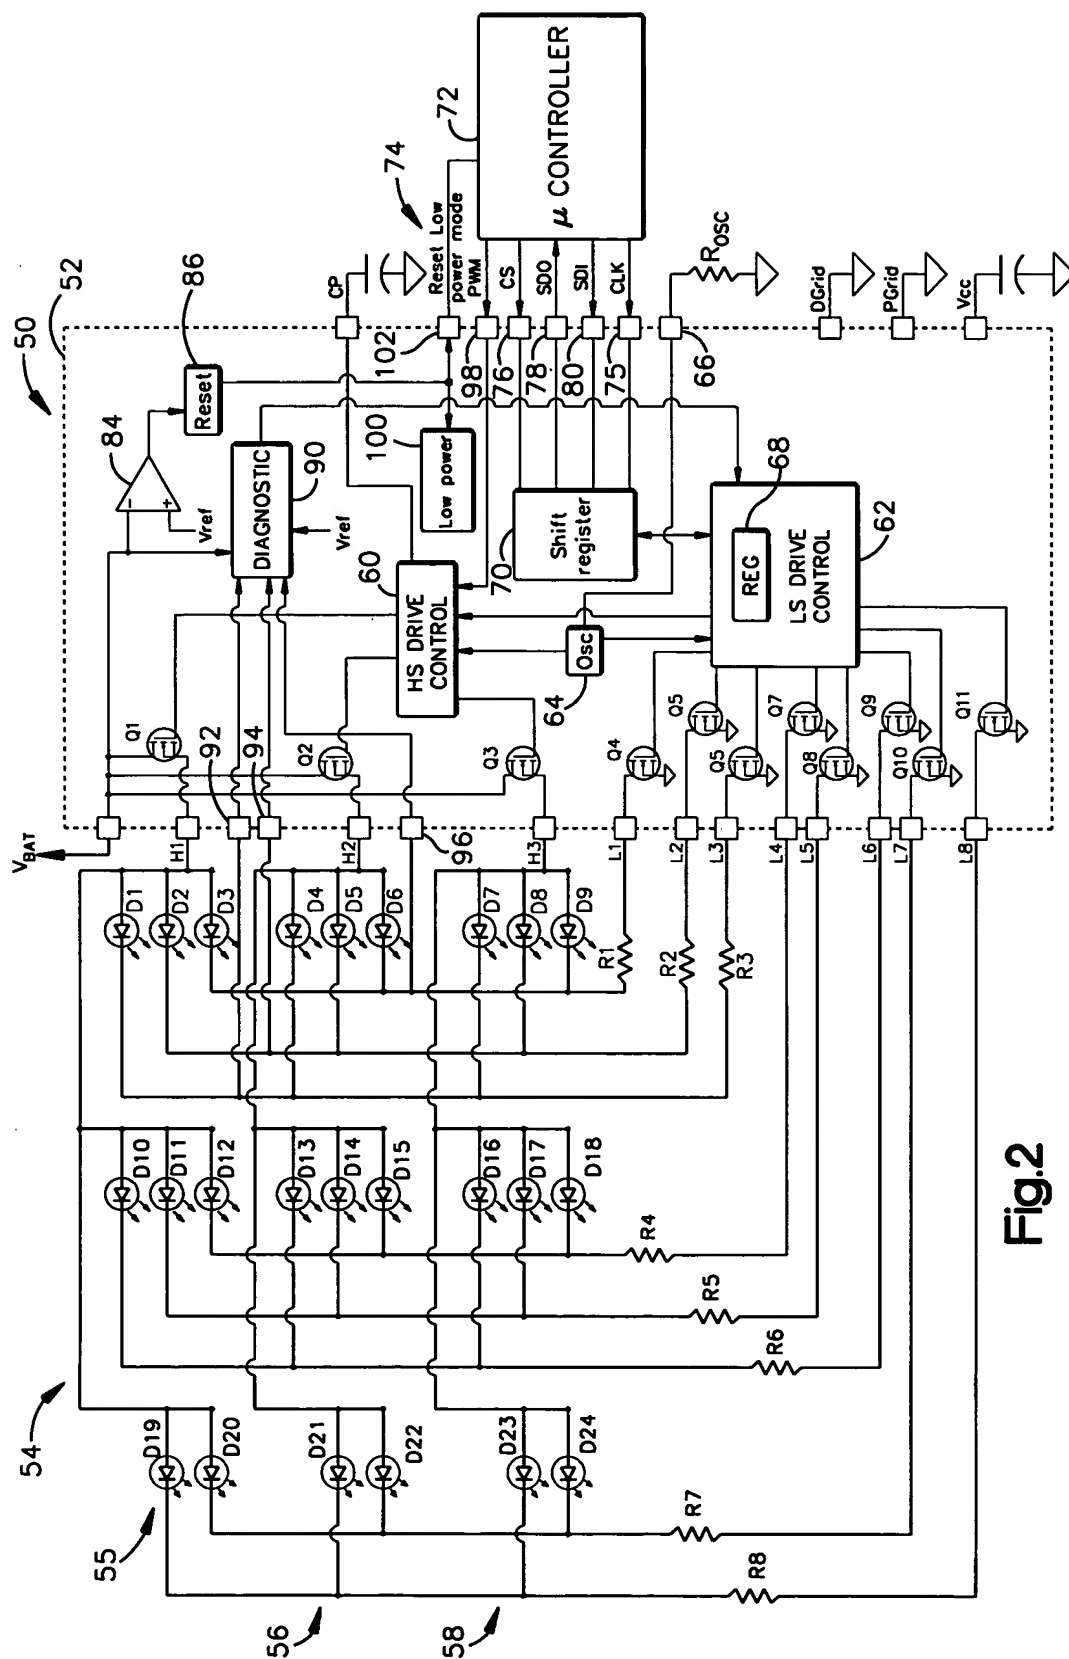 50
52
54
55
56
58
V_BAT
H1
92
94
H2
96
H3
L1
L2
L3
L4
L5
L6
L7
L8
D1
D2
D3
D4
D5
D6
D7
D8
D9
D10
D11
D12
D13
D14
D15
D16
D17
D18
D19
D20
D21
D22
D23
D24
R1
R2
R3
R4
R5
R6
R7
R8
Q1
Q2
Q3
Q4
Q5
Q5
Q7
Q8
Q9
Q10
Q11
84
-
+
Vref
Reset
86
DIAGNOSTIC
90
Vref
60
HS DRIVE
CONTROL
Low power
100
70
Shift
register
Osc
64
REG
68
LS DRIVE
CONTROL
62
CP
102
98
76
78
80
75
66
Reset Low
power mode
PWM
CS
SDO
SDI
CLK
74
72
μ CONTROLLER
R_OSC
DGrid
PGrid
Vcc
Fig.2